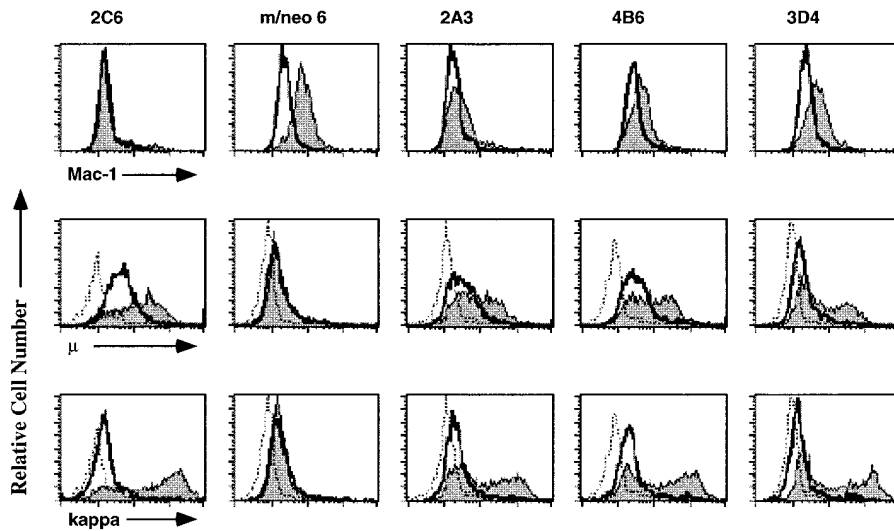 2C6
m/neo 6
2A3
4B6
3D4
Mac-1
μ
kappa
Relative Cell Number